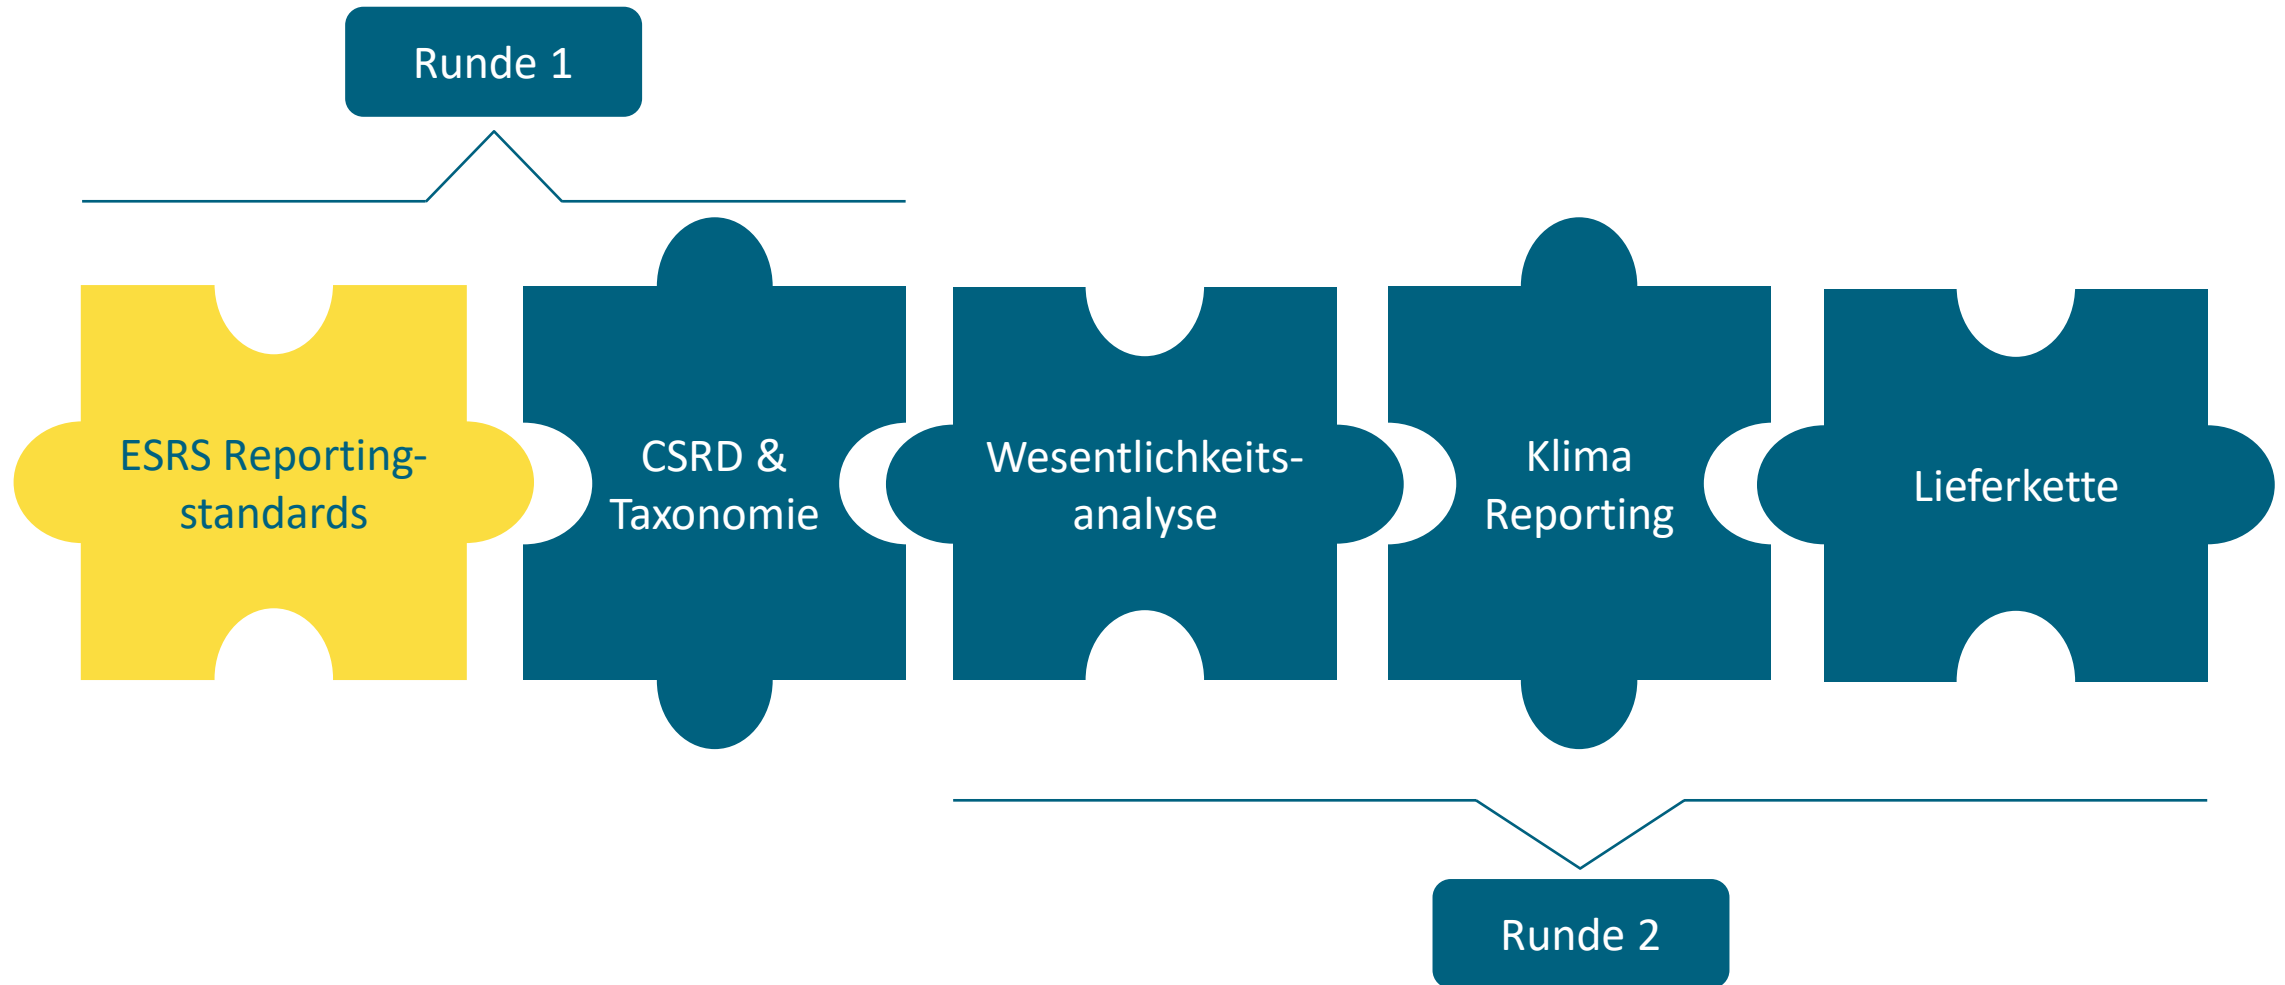 Runde 1
ESRS Reporting-
standards
CSRD &
Taxonomie
Wesentlichkeits-
analyse
Klima
Reporting
Lieferkette
Runde 2